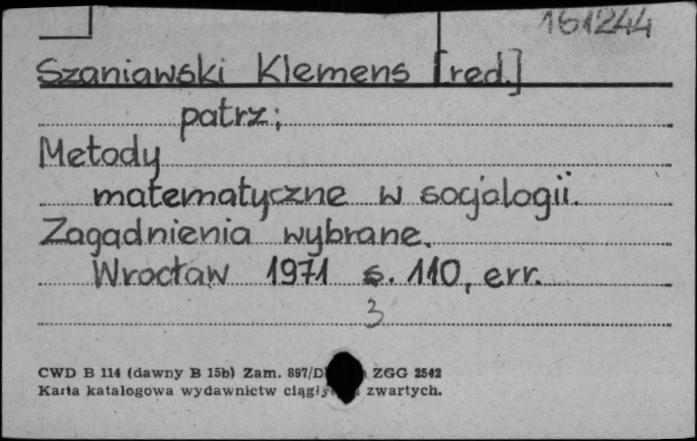 161244
Szaniawski Klemens [red.]
patrz;
Metody
matematyczne w socjologii.
Zagadnienia wybrane.
Wrocław 1971 s. 110, err.
3
CWD B 114 (dawny B 15b) Zam. 897/D ZGG 2542
Karta katalogowa wydawnictw zwartych.